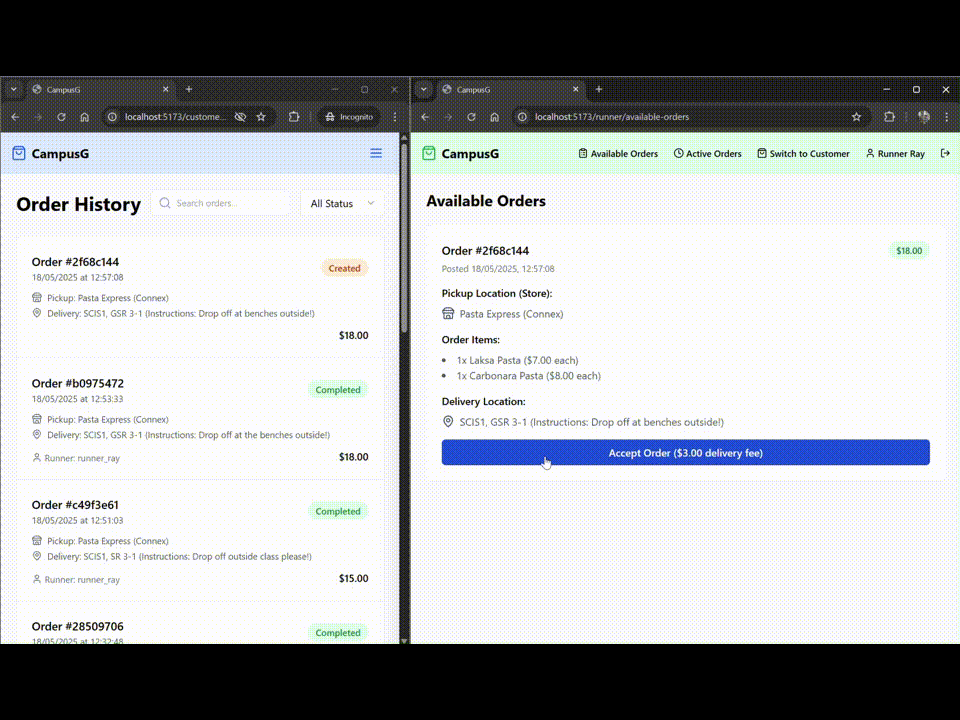 CampusG
localhost:5173/custome...
Incognito
CampusG
Order History
Search orders...
All Status
Order #2f68c144
Created
18/05/2025 at 12:57:08
Pickup: Pasta Express (Connex)
Delivery: SCIS1, GSR 3-1 (Instructions: Drop off at benches outside!)
$18.00
Order #b0975472
Completed
18/05/2025 at 12:53:33
Pickup: Pasta Express (Connex)
Delivery: SCIS1, GSR 3-1 (Instructions: Drop off at the benches outside!)
Runner: runner_ray
$18.00
Order #c49f3e61
Completed
18/05/2025 at 12:51:03
Pickup: Pasta Express (Connex)
Delivery: SCIS1, SR 3-1 (Instructions: Drop off outside class please!)
Runner: runner_ray
$15.00
Order #28509706
Completed
18/05/2025 at 12:32:48
CampusG
localhost:5173/runner/available-orders
CampusG
Available Orders
Active Orders
Switch to Customer
Runner Ray
Available Orders
Order #2f68c144
$18.00
Posted 18/05/2025, 12:57:08
Pickup Location (Store):
Pasta Express (Connex)
Order Items:
• 1x Laksa Pasta ($7.00 each)
• 1x Carbonara Pasta ($8.00 each)
Delivery Location:
SCIS1, GSR 3-1 (Instructions: Drop off at benches outside!)
Accept Order ($3.00 delivery fee)